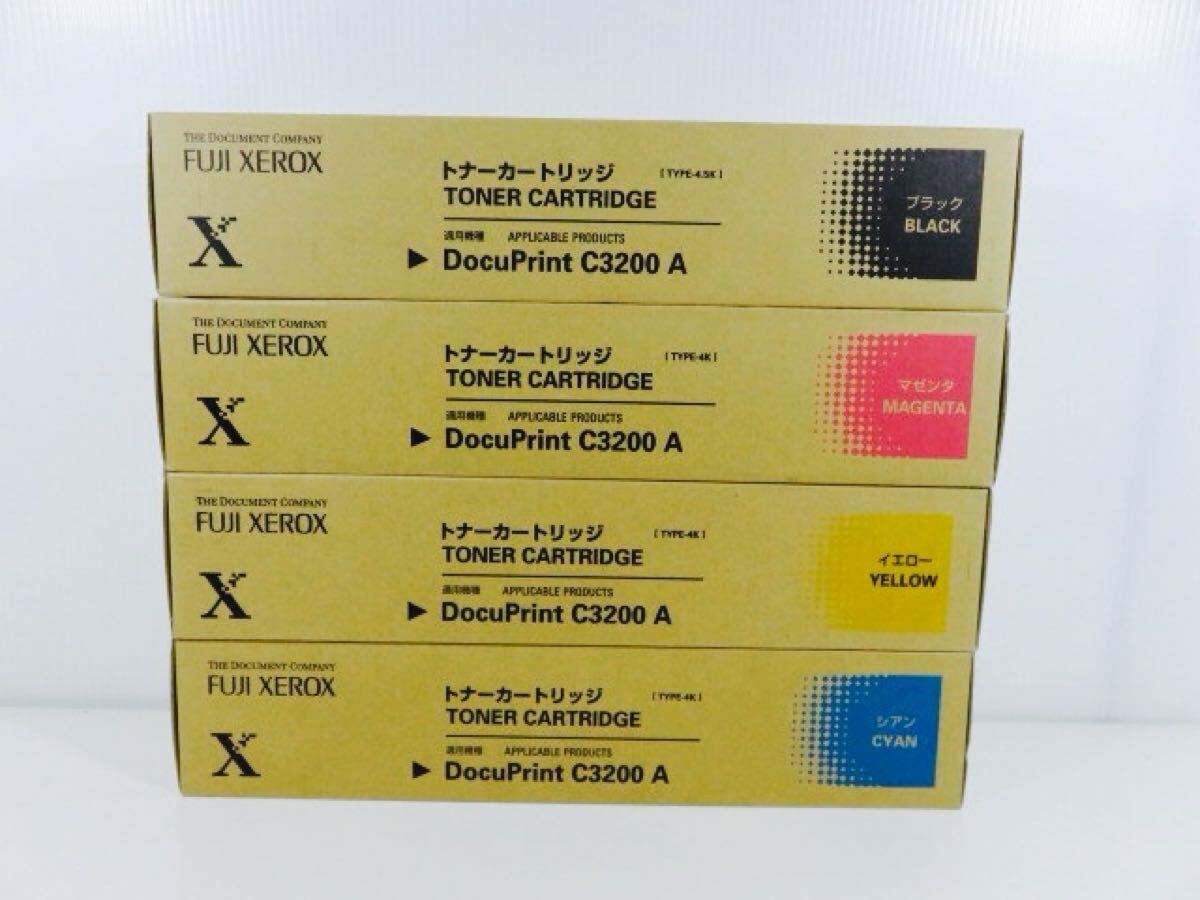 THE DOCUMENT COMPANY
FUJI XEROX
X
トナーカートリッジ [TYPE-4.5K]
TONER CARTRIDGE
適用機種 APPLICABLE PRODUCTS
▶ DocuPrint C3200 A
ブラック
BLACK
THE DOCUMENT COMPANY
FUJI XEROX
X
トナーカートリッジ [TYPE-4K]
TONER CARTRIDGE
適用機種 APPLICABLE PRODUCTS
▶ DocuPrint C3200 A
マゼンタ
MAGENTA
THE DOCUMENT COMPANY
FUJI XEROX
X
トナーカートリッジ [TYPE-4K]
TONER CARTRIDGE
適用機種 APPLICABLE PRODUCTS
▶ DocuPrint C3200 A
イエロー
YELLOW
THE DOCUMENT COMPANY
FUJI XEROX
X
トナーカートリッジ [TYPE-4K]
TONER CARTRIDGE
適用機種 APPLICABLE PRODUCTS
▶ DocuPrint C3200 A
シアン
CYAN